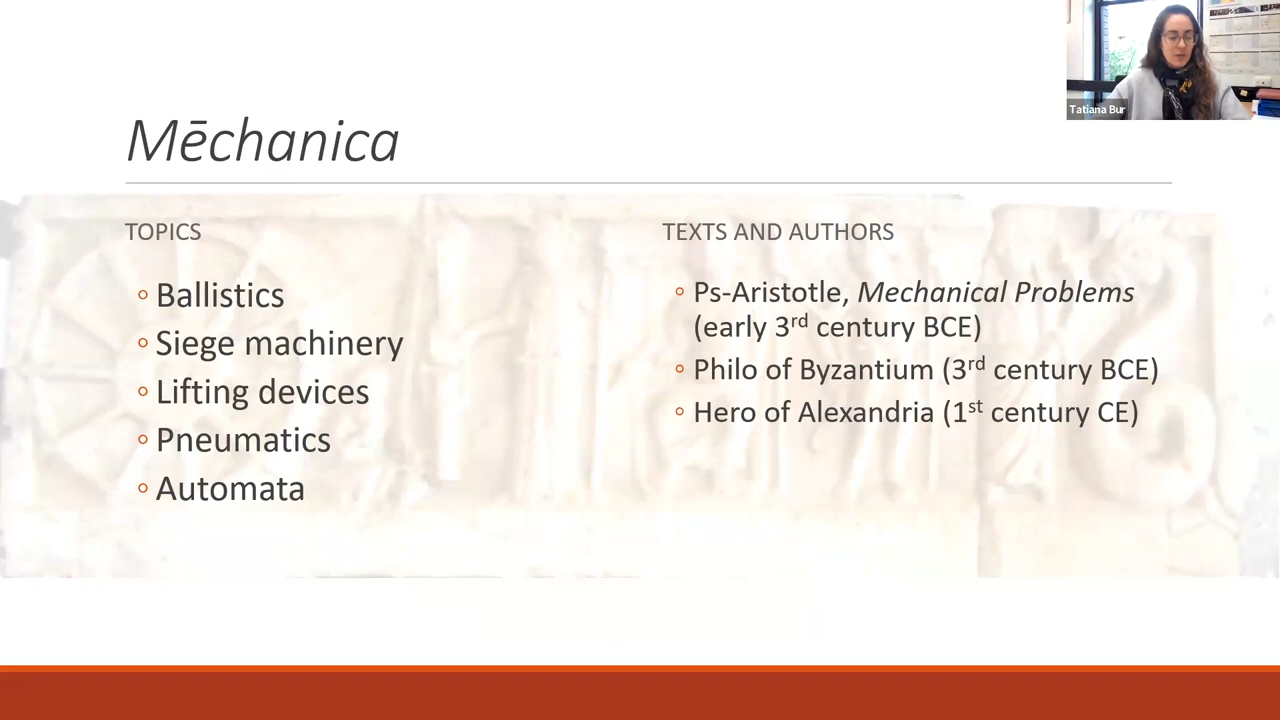 Tatiana Bur
Mēchanica
TOPICS
◦ Ballistics
◦ Siege machinery
◦ Lifting devices
◦ Pneumatics
◦ Automata
TEXTS AND AUTHORS
◦ Ps-Aristotle, Mechanical Problems
(early 3rd century BCE)
◦ Philo of Byzantium (3rd century BCE)
◦ Hero of Alexandria (1st century CE)